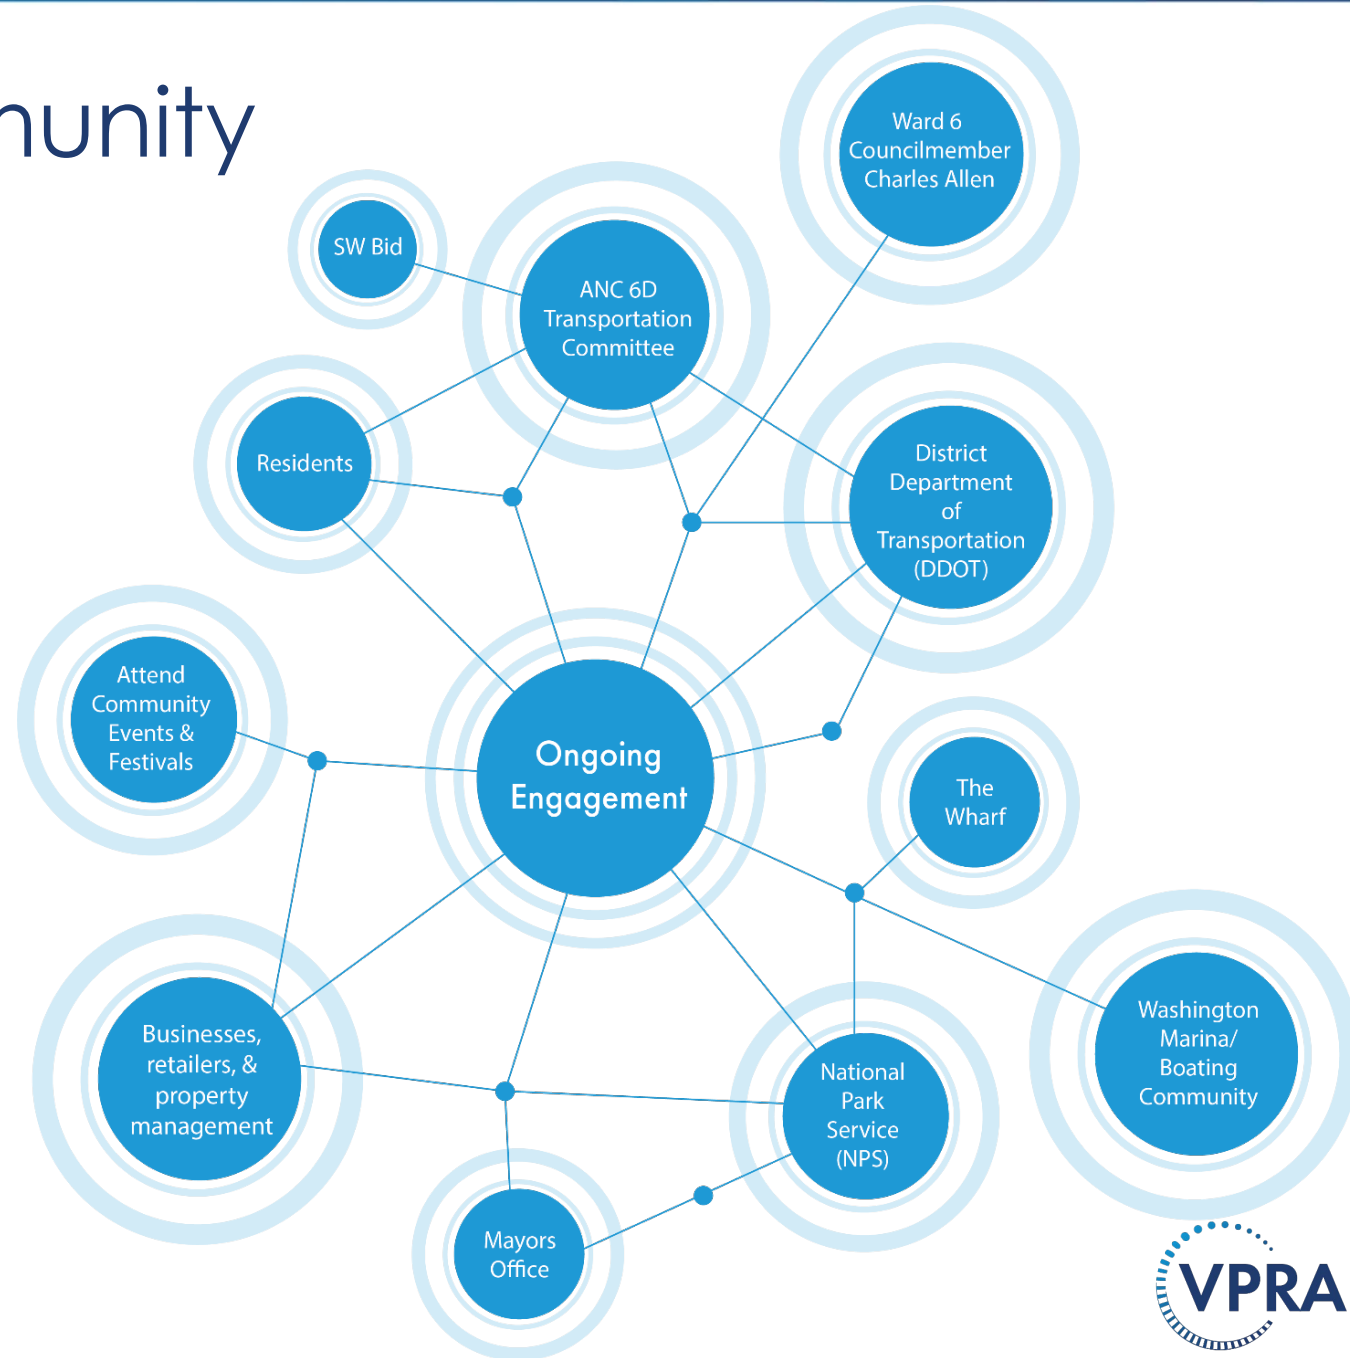 munity
Ward 6
Councilmember
Charles Allen
SW Bid
ANC 6D
Transportation
Committee
Residents
District
Department
of
Transportation
(DDOT)
Attend
Community
Events &
Festivals
Ongoing
Engagement
The
Wharf
Businesses,
retailers, &
property
management
National
Park
Service
(NPS)
Washington
Marina/
Boating
Community
Mayors
Office
VPRA